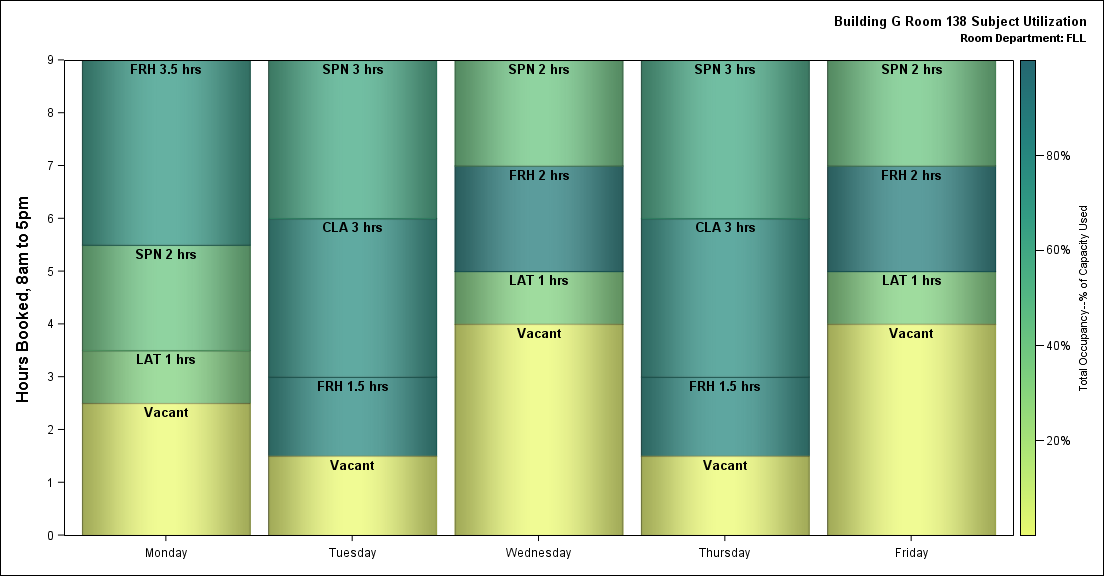 Building G Room 138 Subject Utilization
Room Department: FLL
Hours Booked, 8am to 5pm
9
8
7
6
5
4
3
2
1
0
FRH 3.5 hrs
SPN 2 hrs
LAT 1 hrs
Vacant
SPN 3 hrs
CLA 3 hrs
FRH 1.5 hrs
Vacant
SPN 2 hrs
FRH 2 hrs
LAT 1 hrs
Vacant
SPN 3 hrs
CLA 3 hrs
FRH 1.5 hrs
Vacant
SPN 2 hrs
FRH 2 hrs
LAT 1 hrs
Vacant
Monday
Tuesday
Wednesday
Thursday
Friday
80%
60%
40%
20%
Total Occupancy--% of Capacity Used